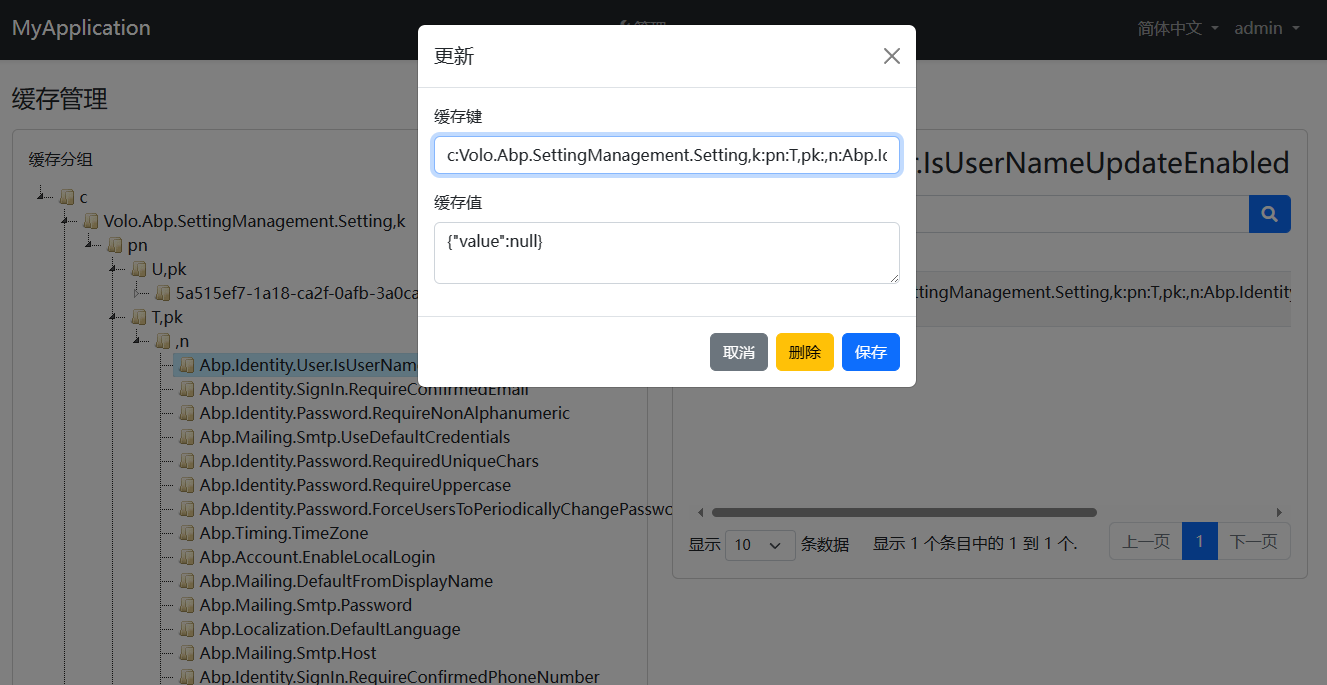 MyApplication
管理
简体中文
admin
缓存管理
缓存分组
c
Volo.Abp.SettingManagement.Setting,k
pn
U,pk
5a515ef7-1a18-ca2f-0afb-3a0ca
T,pk
,n
Abp.Identity.User.IsUserName
Abp.Identity.SignIn.RequireConfirmedEmail
Abp.Identity.Password.RequireNonAlphanumeric
Abp.Mailing.Smtp.UseDefaultCredentials
Abp.Identity.Password.RequiredUniqueChars
Abp.Identity.Password.RequireUppercase
Abp.Identity.Password.ForceUsersToPeriodicallyChangePasswo
Abp.Timing.TimeZone
Abp.Account.EnableLocalLogin
Abp.Mailing.DefaultFromDisplayName
Abp.Mailing.Smtp.Password
Abp.Localization.DefaultLanguage
Abp.Mailing.Smtp.Host
Abp.Identity.SignIn.RequireConfirmedPhoneNumber
更新
缓存键
c:Volo.Abp.SettingManagement.Setting,k:pn:T,pk:,n:Abp.Id
缓存值
{"value":null}
取消 删除 保存
r.IsUserNameUpdateEnabled
ttingManagement.Setting,k:pn:T,pk:,n:Abp.Identity
显示 10 条数据 显示 1 个条目中的 1 到 1 个.
上一页 1 下一页